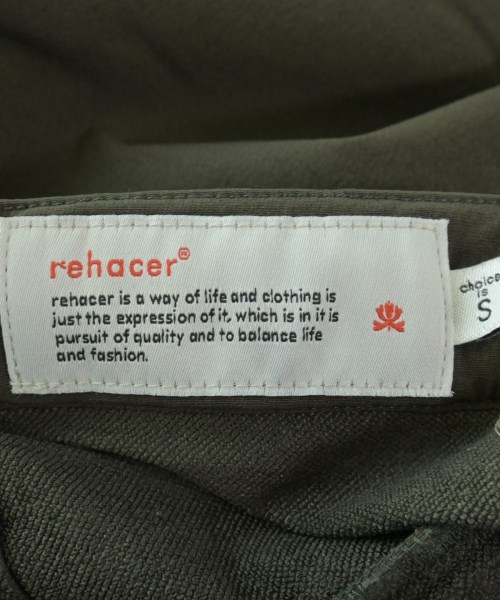 rehacer®
rehacer is a way of life and clothing is
just the expression of it, which is in it is
pursuit of quality and to balance life
and fashion.
choice
is
S